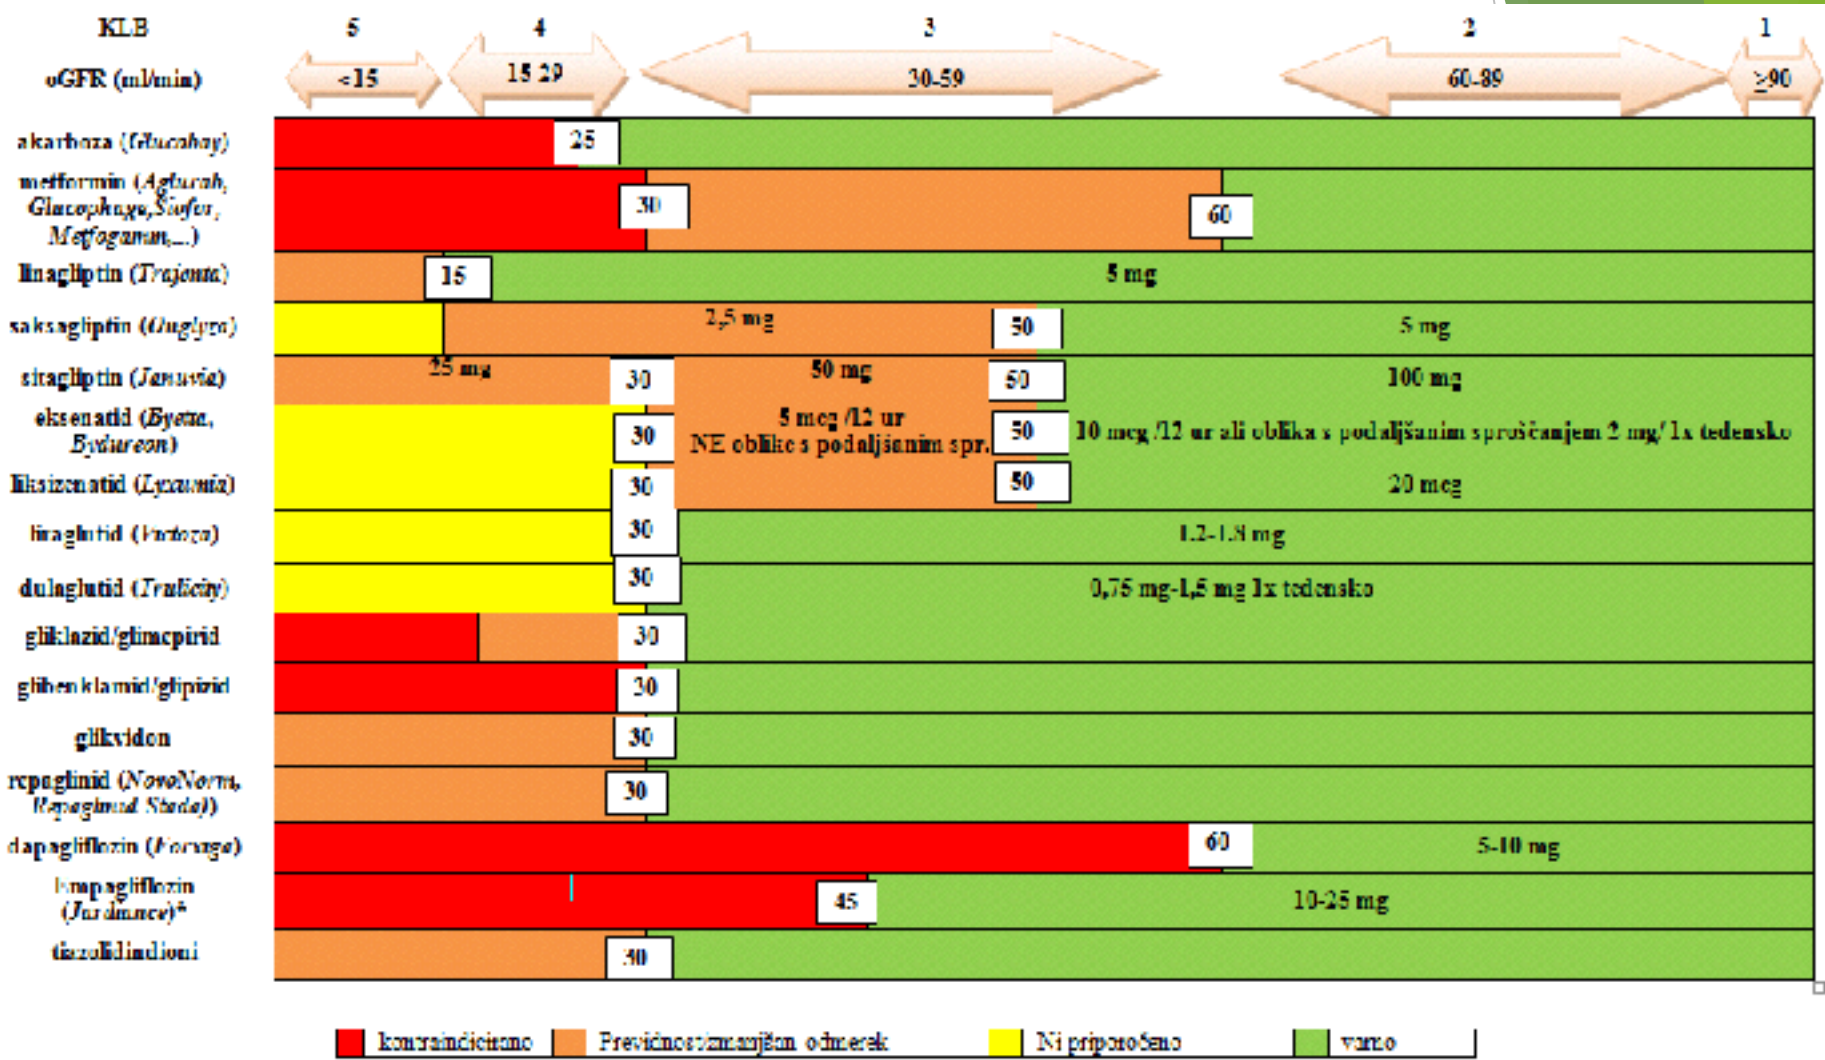 KLB 5 4 3 2 1
oGFR (ml/min) <15 15-29 30-59 60-89 ≥90
akarboza (Glucobay) 25
metformin (Aglurab,
Glucophage, Siofor,
Metfogamm,...) 30 60
linagliptin (Trajenta) 15 5 mg
saksagliptin (Onglyza) 2,5 mg 50 5 mg
sitagliptin (Januvia) 25 mg 30 50 mg 50 100 mg
eksenatid (Byetta,
Bydureon) 30 5 mcg /12 ur
NE oblike s podaljšanim spr. 50 10 mcg /12 ur ali oblika s podaljšanim sproščanjem 2 mg/ 1x tedensko
liksizenatid (Lyxumia) 30 50 20 mcg
liraglutid (Victoza) 30 1.2-1.8 mg
dulaglutid (Trulicity) 30 0,75 mg-1,5 mg 1x tedensko
gliklazid/glimepirid 30
glibenklamid/glipizid 30
glikvidon 30
repaglinid (NovoNorm,
Repaglinid Stada)) 30
dapagliflozin (Forxiga) 60 5-10 mg
Empagliflozin
(Jardiance)* 45 10-25 mg
tiazolidindioni 30
kontraindicirano Previdnost/zmanjšan odmerek Ni priporočeno varno